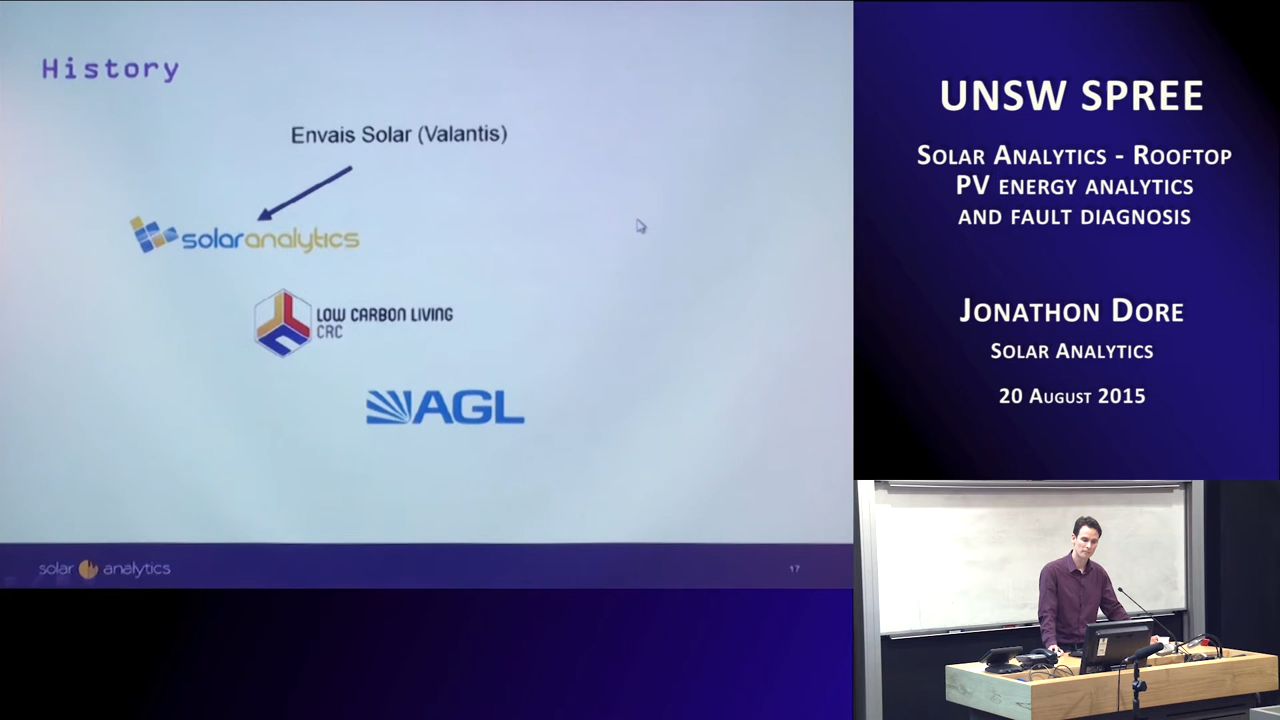 History
Envais Solar (Valantis)
solaranalytics
LOW CARBON LIVING
CRC
AGL
solar analytics
17
UNSW SPREE
SOLAR ANALYTICS - ROOFTOP
PV ENERGY ANALYTICS
AND FAULT DIAGNOSIS
JONATHON DORE
SOLAR ANALYTICS
20 AUGUST 2015